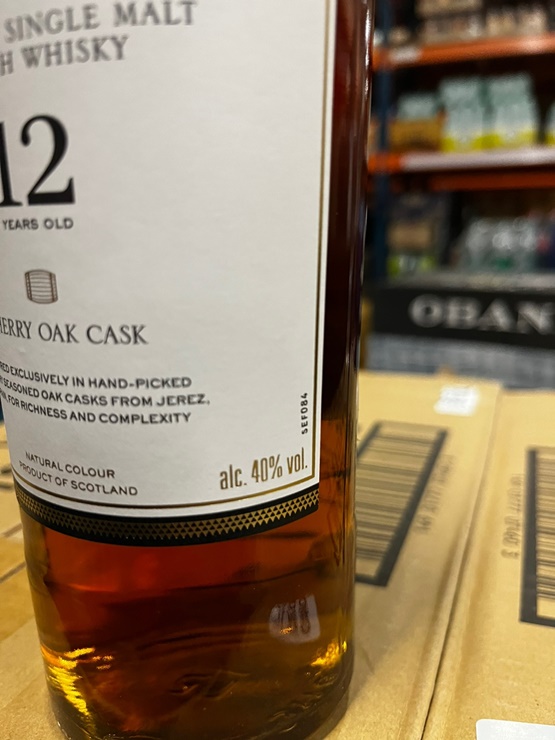 SINGLE MALT
H WHISKY
12
YEARS OLD
ERRY OAK CASK
RED EXCLUSIVELY IN HAND-PICKED
SEASONED OAK CASKS FROM JEREZ,
FOR RICHNESS AND COMPLEXITY
NATURAL COLOUR
PRODUCT OF SCOTLAND
alc. 40% vol.
SEF084
OBAN